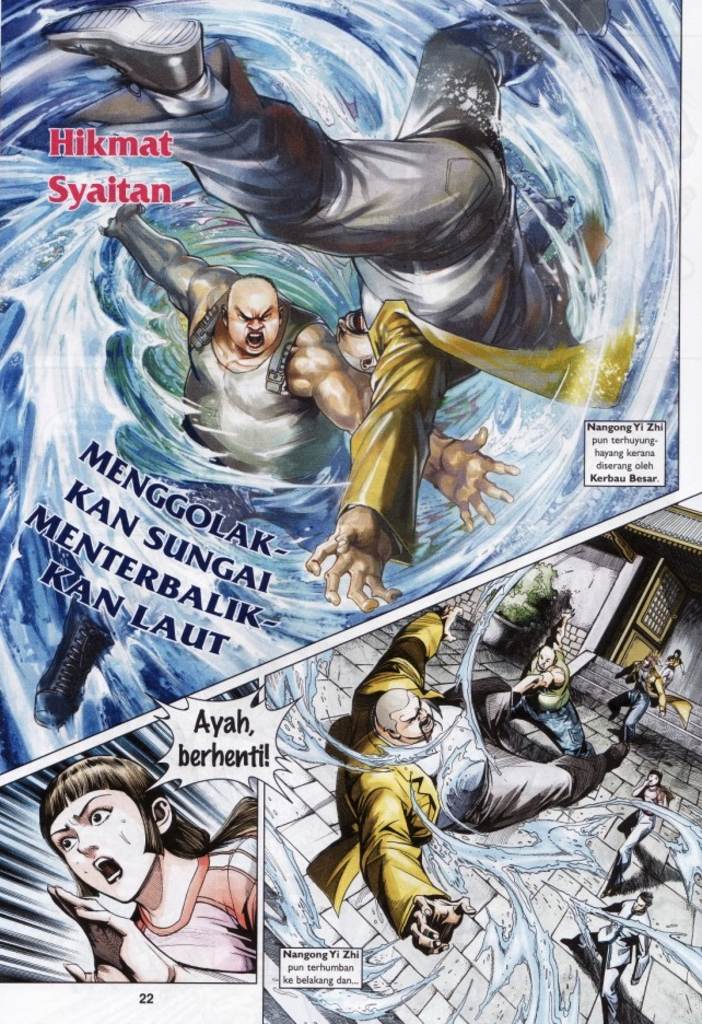 Hikmat
Syaitan
Nangong Yi Zhi
pun terhuyung-
hayang kerana
diserang oleh
Kerbau Besar.
MENGGOLAK-
KAN SUNGAI
MENTERBALIK-
KAN LAUT
Ayah,
berhenti!
Nangong Yi Zhi
pun terhumban
ke belakang dan...
22